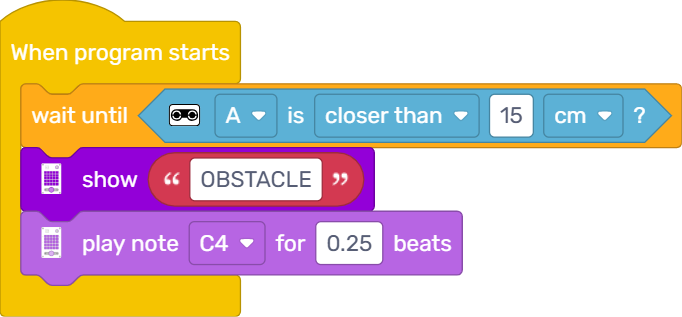 When program starts
wait until A is closer than 15 cm ?
show “ OBSTACLE ”
play note C4 for 0.25 beats